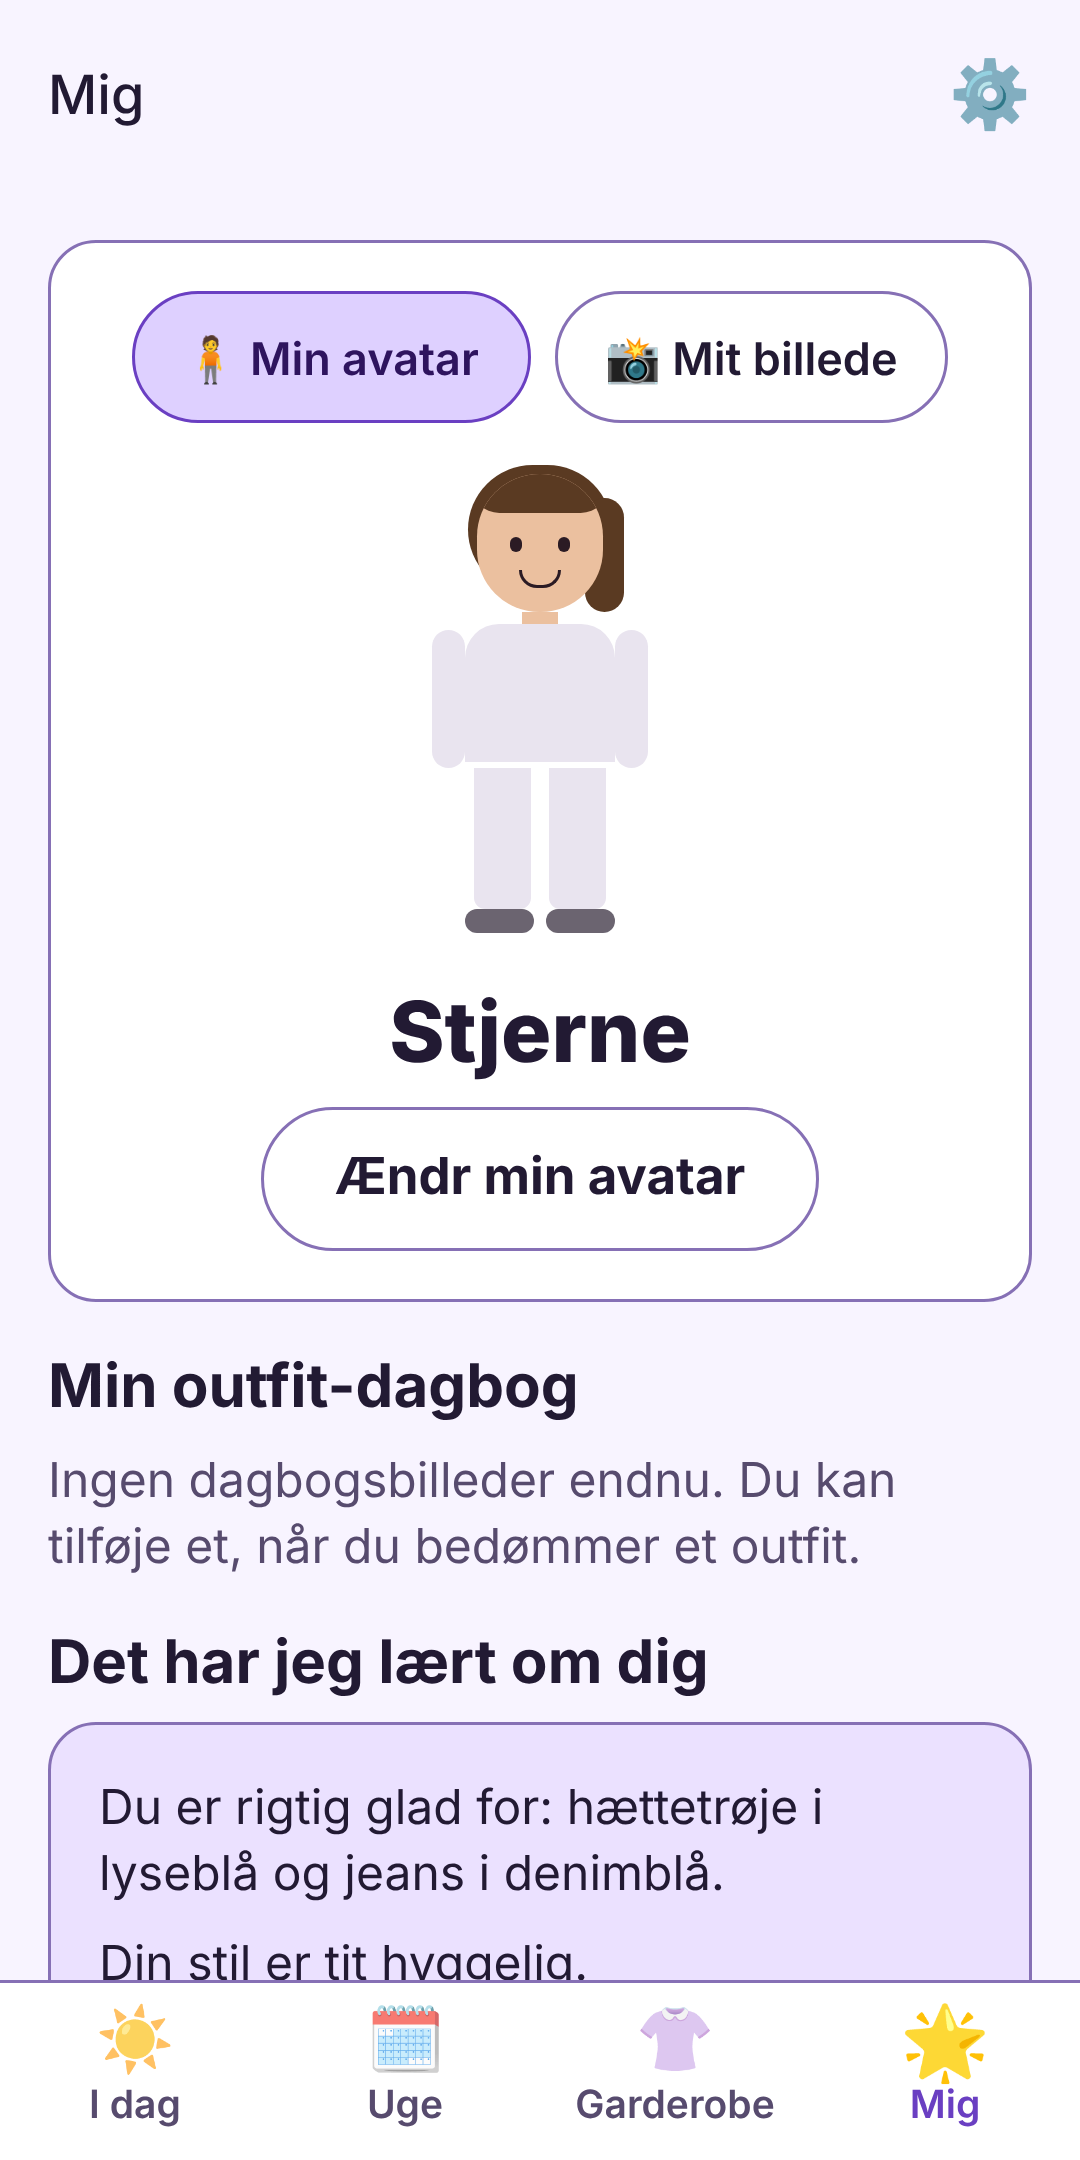 Mig
Min avatar
Mit billede
Stjerne
Ændr min avatar
Min outfit-dagbog
Ingen dagbogsbilleder endnu. Du kan
tilføje et, når du bedømmer et outfit.
Det har jeg lært om dig
Du er rigtig glad for: hættetrøje i
lyseblå og jeans i denimblå.
Din stil er tit hyggelig.
I dag
Uge
Garderobe
Mig